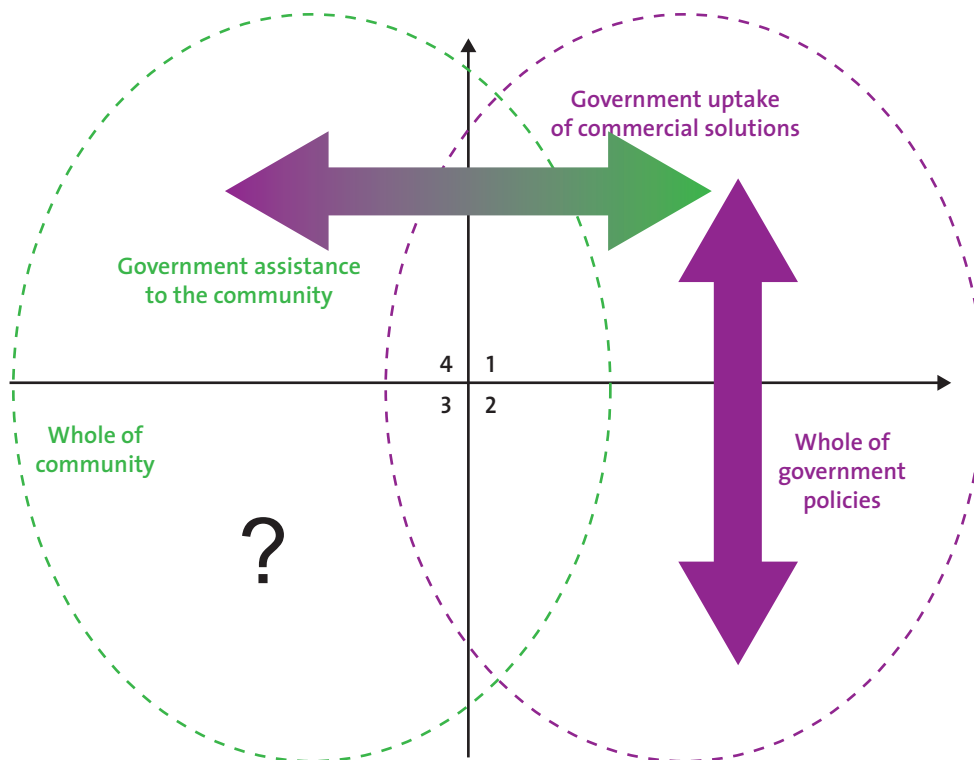 Government uptake
of commercial solutions
Government assistance
to the community
4 1
3 2
Whole of
community
Whole of
government
policies
?